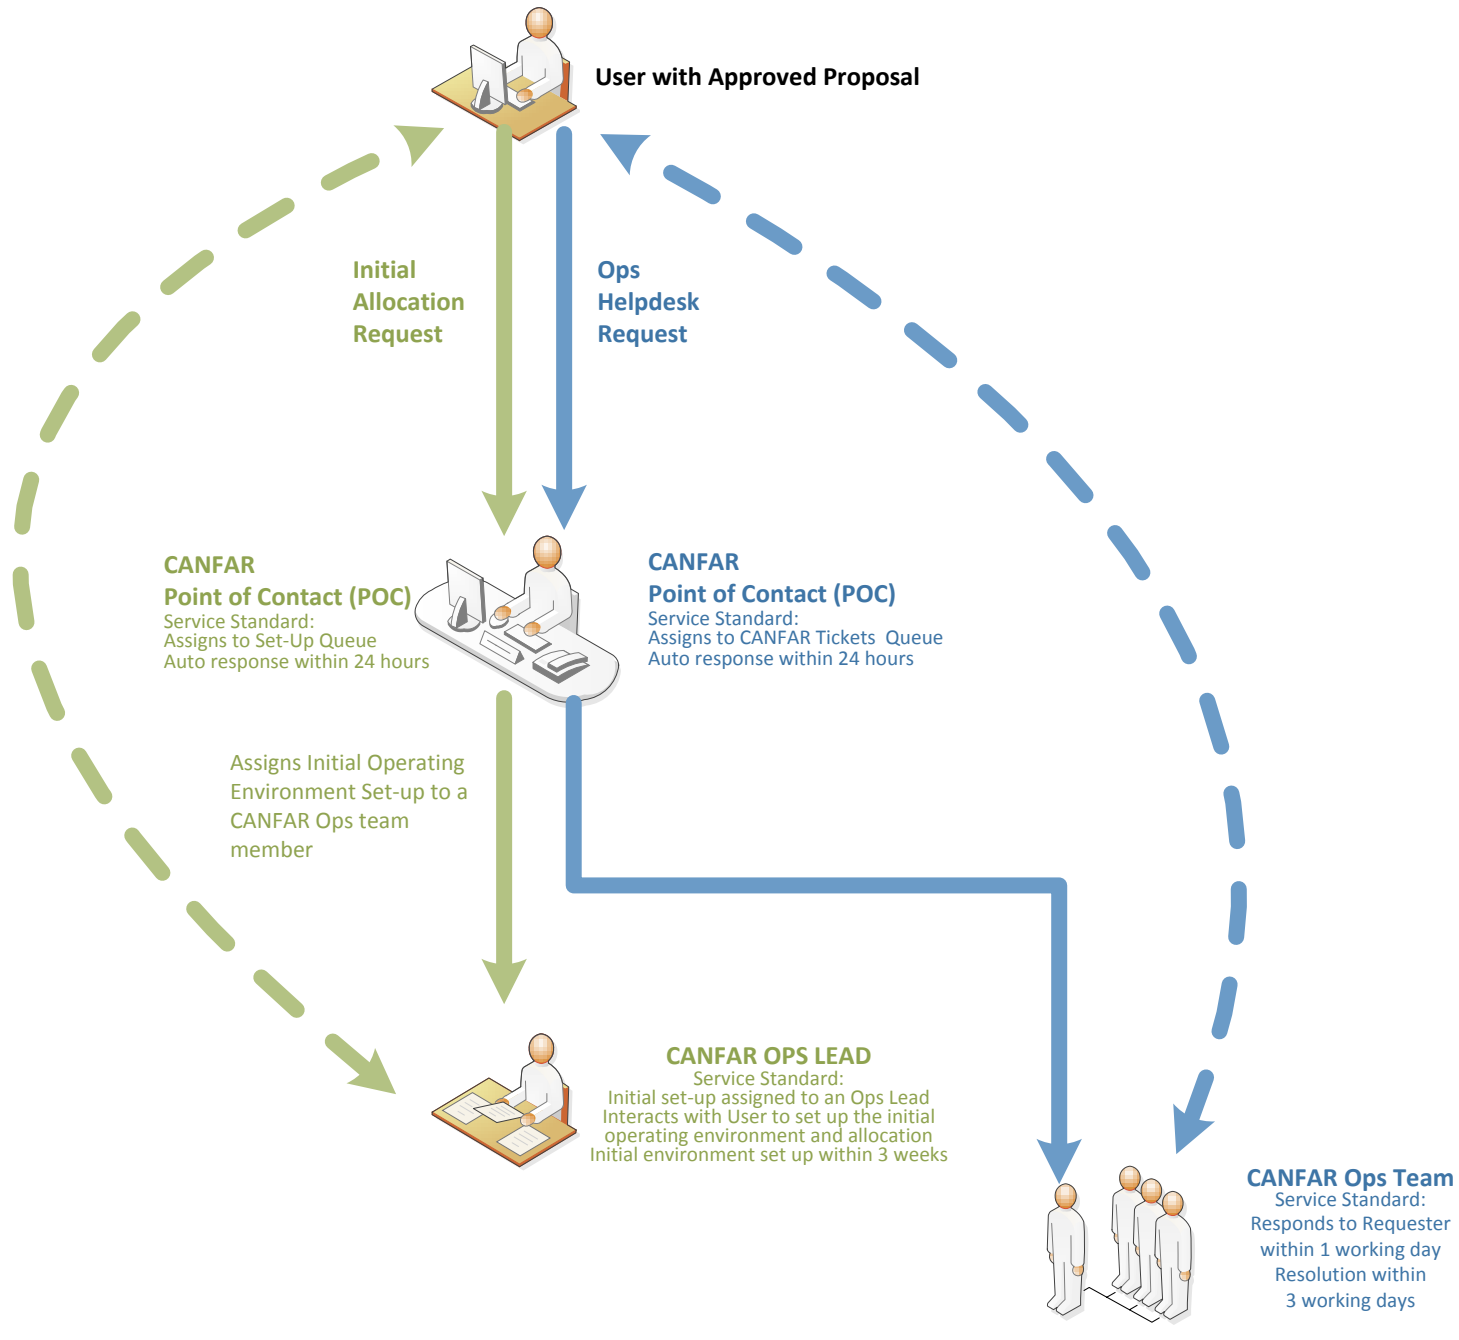 User with Approved Proposal
Initial
Allocation
Request
Ops
Helpdesk
Request
CANFAR
Point of Contact (POC)
Service Standard:
Assigns to Set-Up Queue
Auto response within 24 hours
CANFAR
Point of Contact (POC)
Service Standard:
Assigns to CANFAR Tickets  Queue
Auto response within 24 hours
Assigns Initial Operating
Environment Set-up to a
CANFAR Ops team
member
CANFAR OPS LEAD
Service Standard:
Initial set-up assigned to an Ops Lead
Interacts with User to set up the initial
operating environment and allocation
Initial environment set up within 3 weeks
CANFAR Ops Team
Service Standard:
Responds to Requester
within 1 working day
Resolution within
3 working days